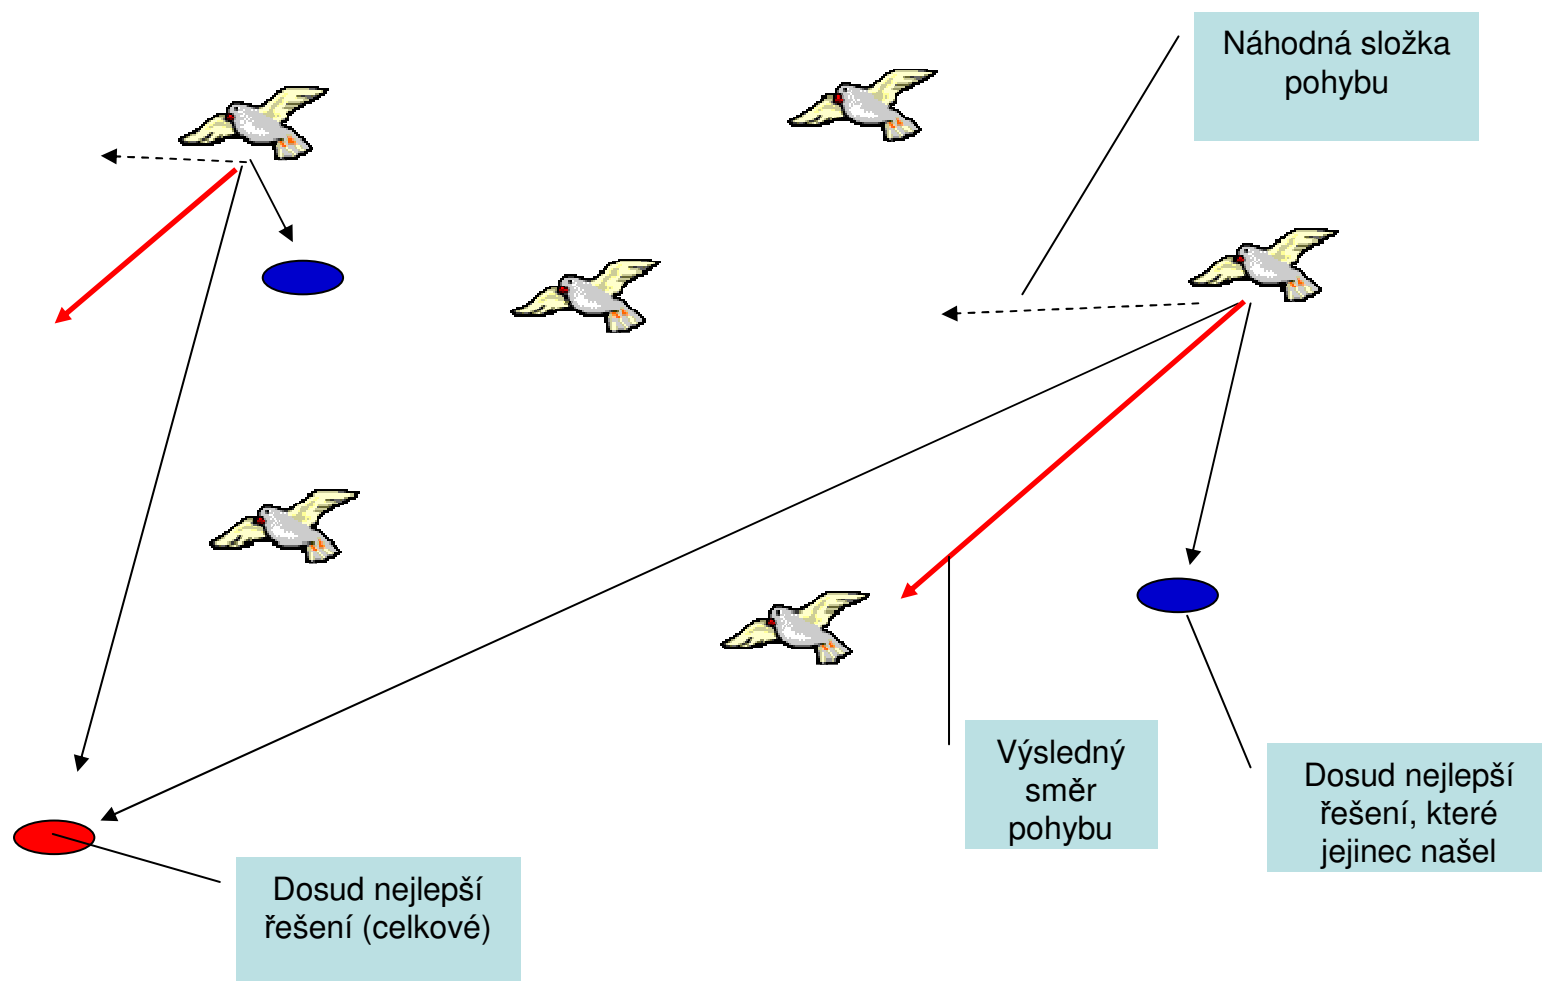 Náhodná složka
pohybu
Výsledný
směr
pohybu
Dosud nejlepší
řešení, které
jejinec našel
Dosud nejlepší
řešení (celkové)